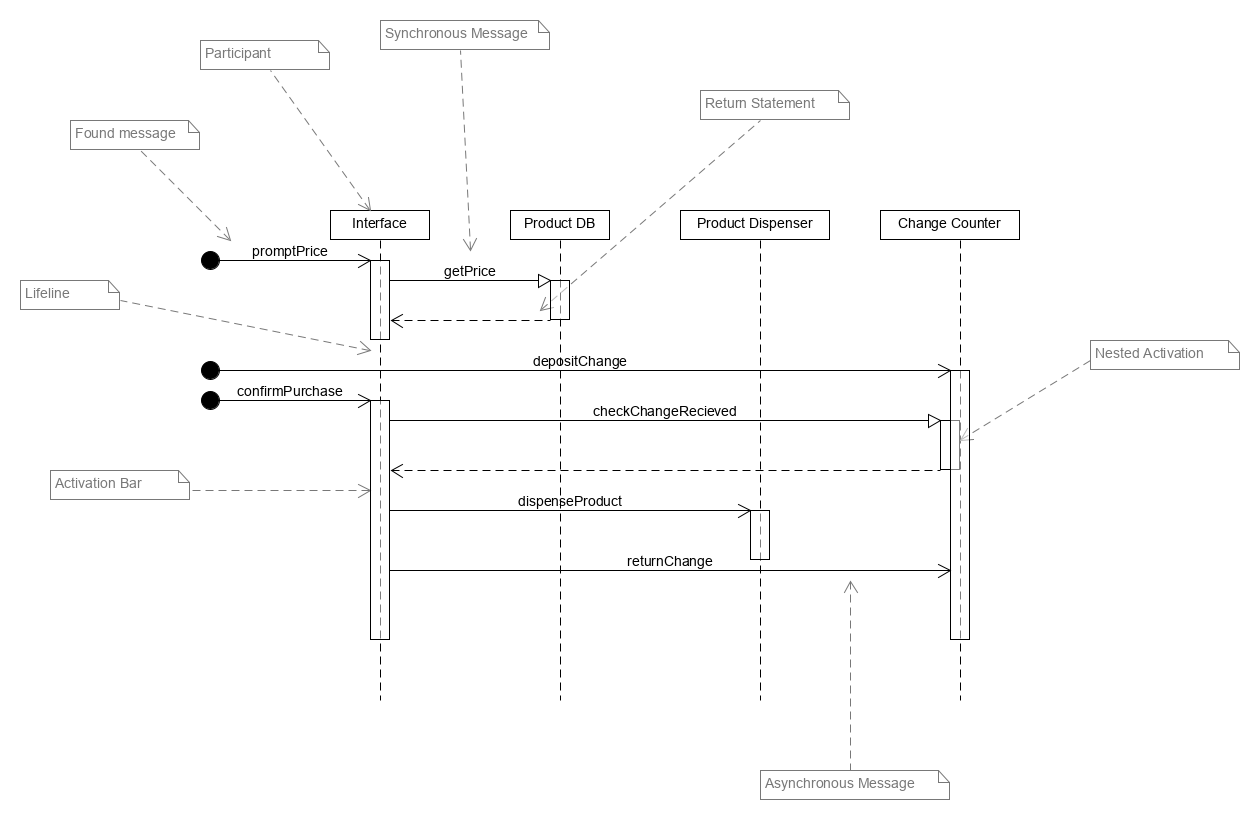 Synchronous Message
Participant
Return Statement
Found message
Interface
Product DB
Product Dispenser
Change Counter
promptPrice
getPrice
Lifeline
depositChange
Nested Activation
confirmPurchase
checkChangeRecieved
Activation Bar
dispenseProduct
returnChange
Asynchronous Message